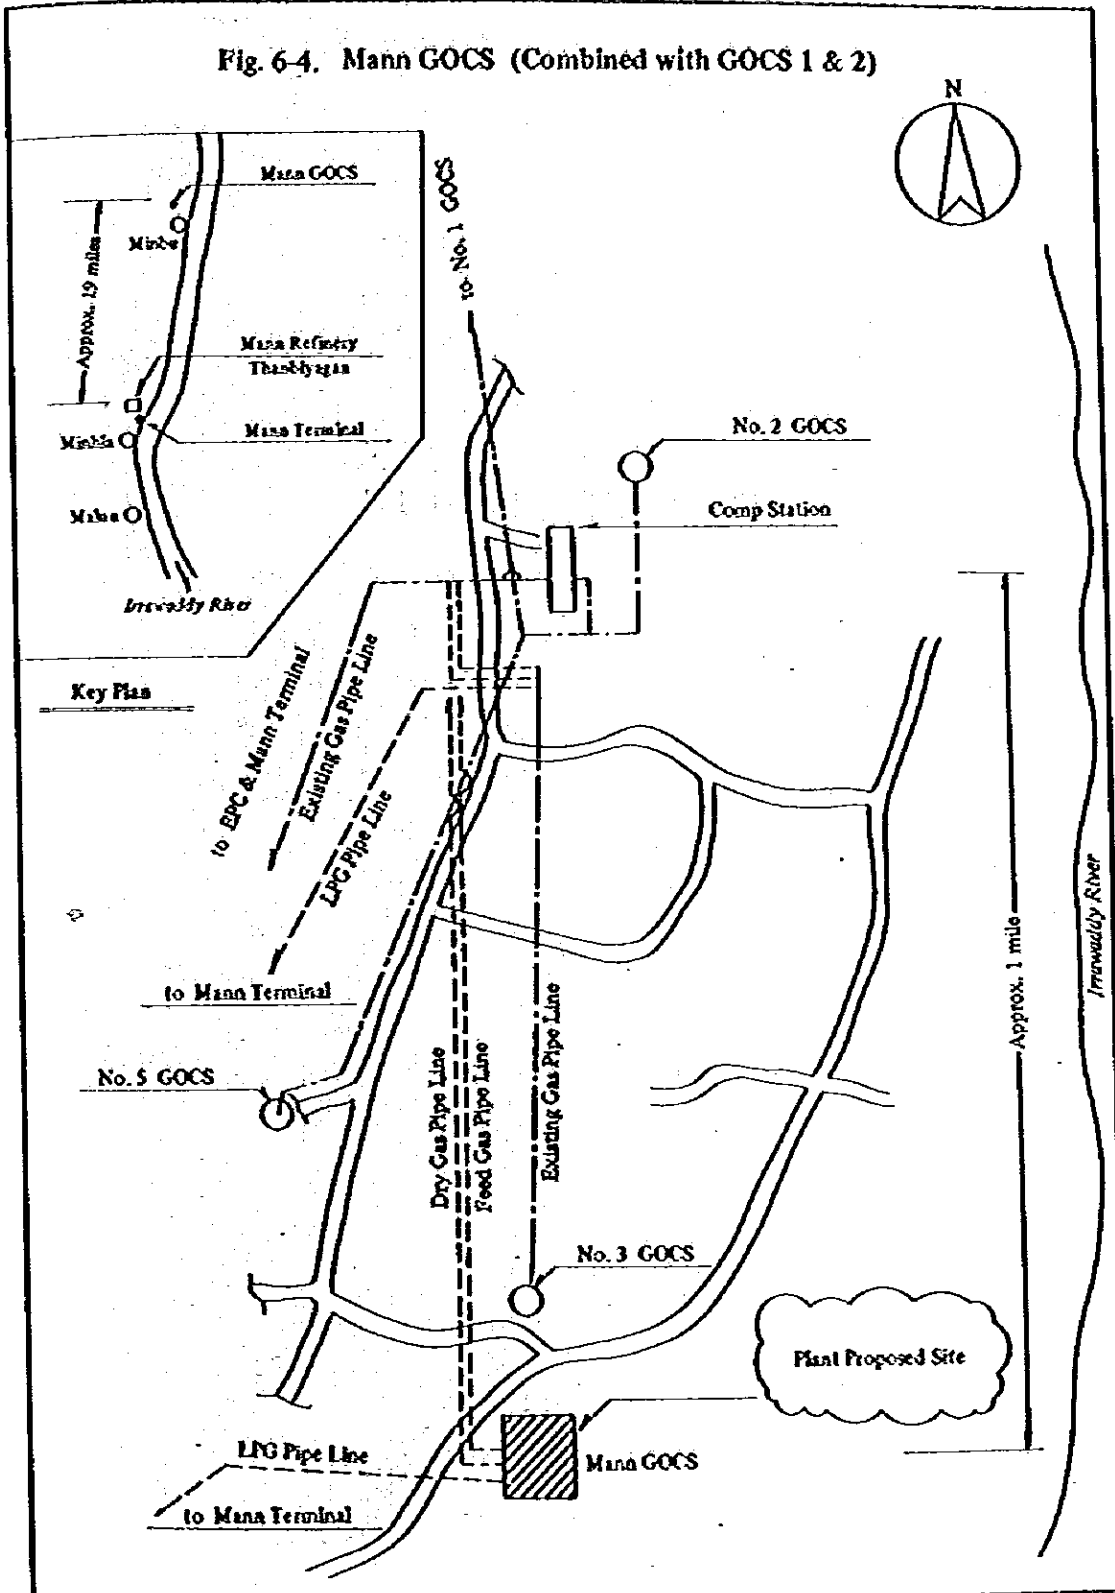 Fig. 6-4. Mann GOCS (Combined with GOCS 1 & 2)
N
Mann GOCS
Minbu
Approx. 19 miles
Mann Refinery
Thanblyagan
Mann Terminal
Minhla
Malun
Irrawaddy River
Key Plan
to No. 1 GOCS
No. 2 GOCS
Comp Station
to EPC & Mann Terminal
Existing Gas Pipe Line
LPG Pipe Line
to Mann Terminal
No. 5 GOCS
Dry Gas Pipe Line
Feed Gas Pipe Line
Existing Gas Pipe Line
Approx. 1 mile
Irrawaddy River
No. 3 GOCS
Plant Proposed Site
LPG Pipe Line
Mann GOCS
to Mann Terminal